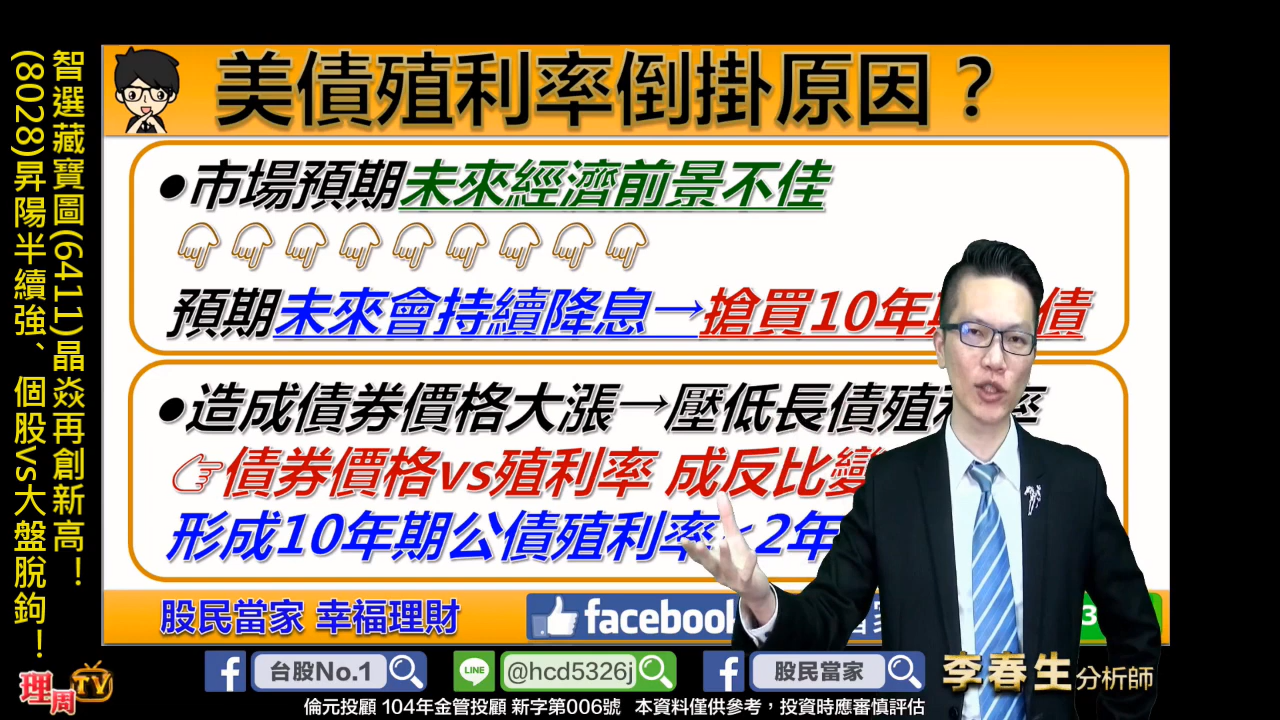 智選藏寶圖(6411)晶焱再創新高！
(8028)昇陽半續強、個股vs大盤脫鉤！
美債殖利率倒掛原因？
●市場預期未來經濟前景不佳
預期未來會持續降息→搶買10年 債
●造成債券價格大漲→壓低長債殖利率
債券價格vs殖利率 成反比變
形成10年期公債殖利率<2年
股民當家 幸福理財
facebook
理周TV
台股No.1
LINE
@hcd5326j
股民當家
李春生分析師
倫元投顧 104年金管投顧 新字第006號 本資料僅供參考，投資時應審慎評估